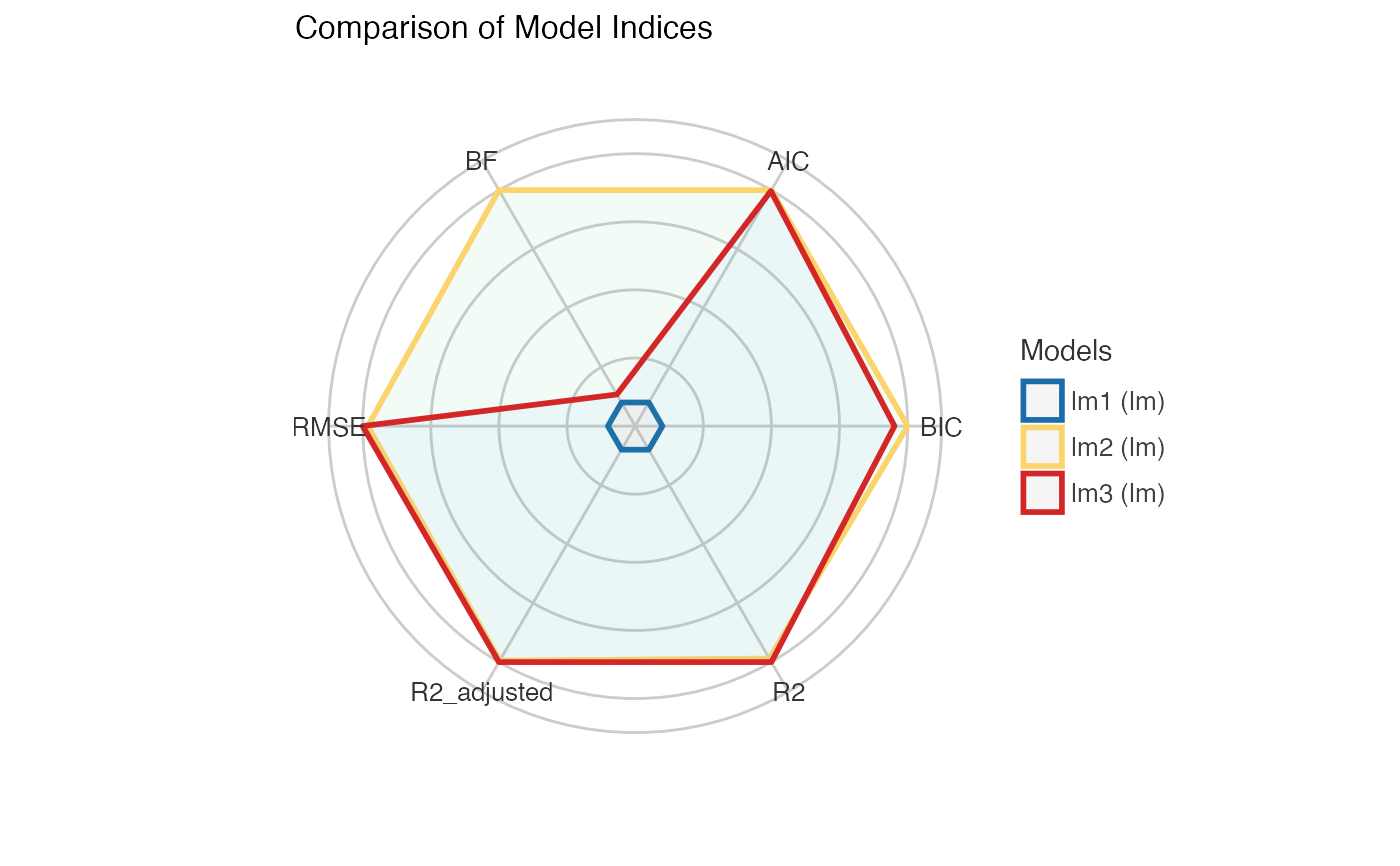 Comparison of Model Indices
BF
AIC
RMSE
BIC
R2_adjusted
R2
Models
lm1 (lm)
lm2 (lm)
lm3 (lm)